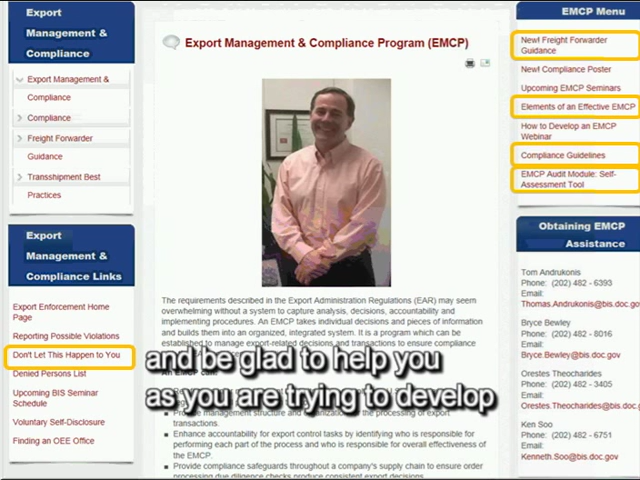 Export
Management &
Compliance
Export Management &
Compliance
Compliance
Freight Forwarder
Guidance
Transshipment Best
Practices
Export
Management &
Compliance Links
Export Enforcement Home
Page
Reporting Possible Violations
Don't Let This Happen to You
Denied Persons List
Upcoming BIS Seminar
Schedule
Voluntary Self-Disclosure
Finding an OEE Office
Export Management & Compliance Program (EMCP)
The requirements described in the Export Administration Regulations (EAR) may seem
overwhelming without a system to capture analysis, decisions, accountability and
implementing procedures. An EMCP takes individual decisions and pieces of information
and builds them into an organized, integrated system. It is a program which can be
established to manage export-related decisions and transactions to ensure compliance
and be glad to help you
as you are trying to develop
transactions.
Enhance accountability for export control tasks by identifying who is responsible for
performing each part of the process and who is responsible for overall effectiveness of
the EMCP.
Provide compliance safeguards throughout a company's supply chain to ensure order
processing due diligence checks produce consistent export decisions.
EMCP Menu
New! Freight Forwarder
Guidance
New! Compliance Poster
Upcoming EMCP Seminars
Elements of an Effective EMCP
How to Develop an EMCP
Webinar
Compliance Guidelines
EMCP Audit Module: Self-
Assessment Tool
Obtaining EMCP
Assistance
Tom Andrukonis
Phone: (202) 482 - 6393
Email:
Thomas.Andrukonis@bis.doc.gov
Bryce Bewley
Phone: (202) 482 - 8016
Email:
Bryce.Bewley@bis.doc.gov
Orestes Theocharides
Phone: (202) 482 - 3405
Email:
Orestes.Theocharides@bis.doc.gov
Ken Soo
Phone: (202) 482 - 6751
Email:
Kenneth.Soo@bis.doc.gov